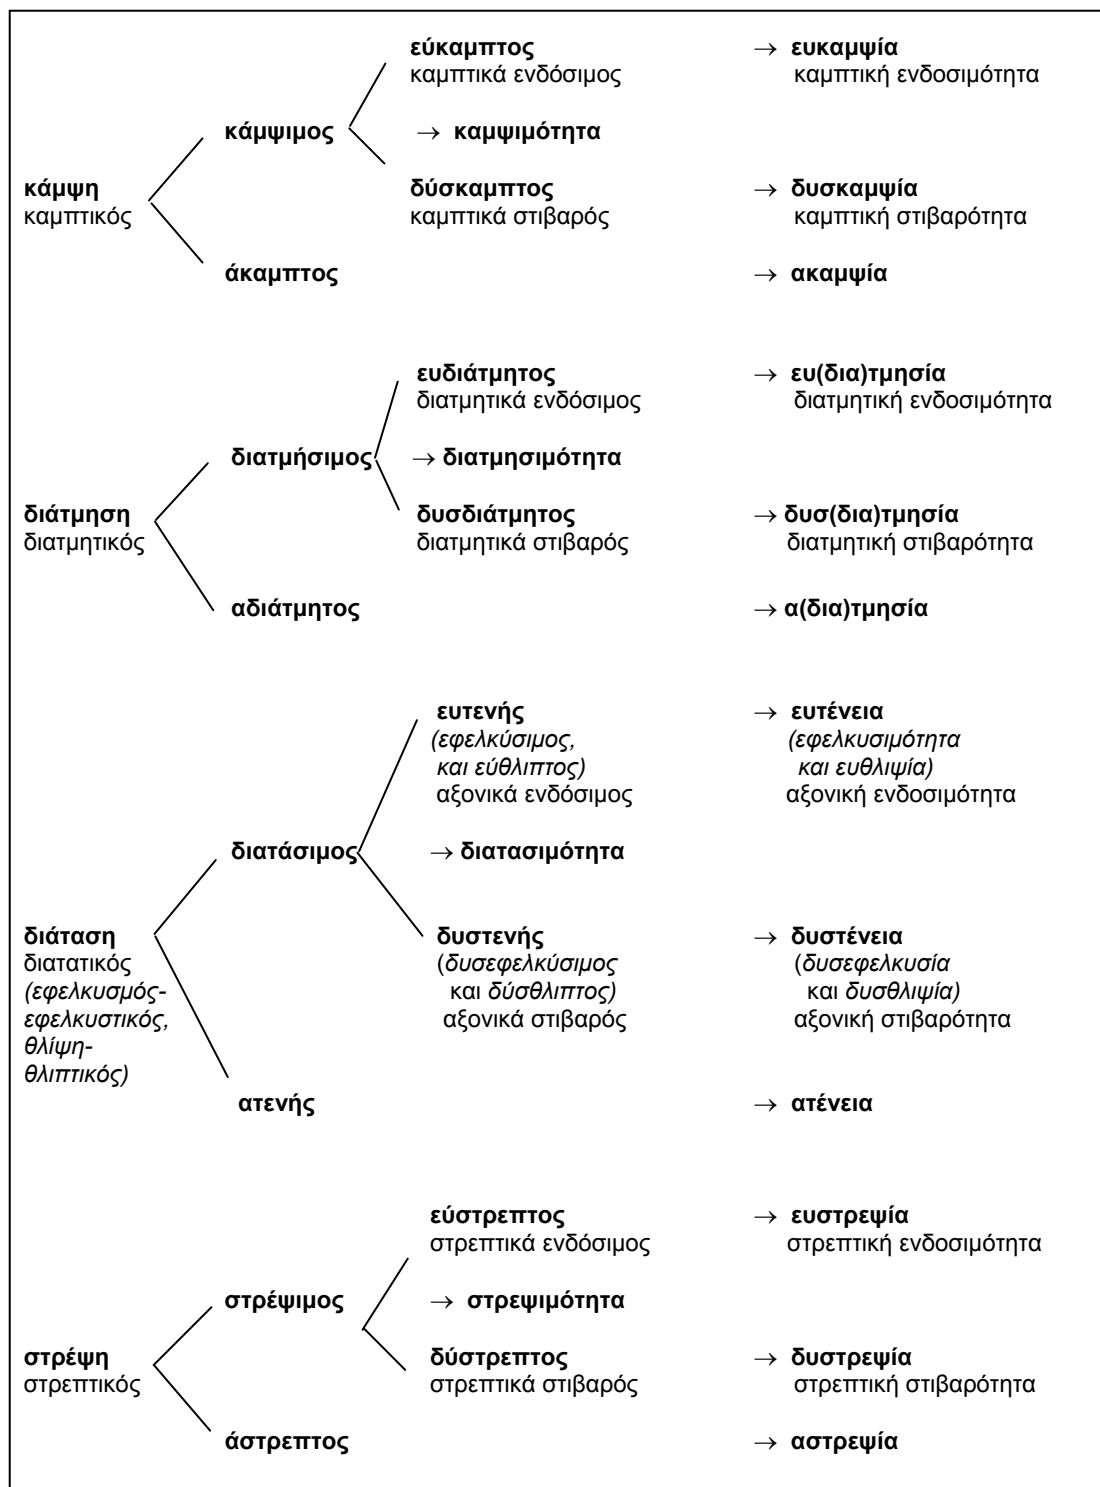 εύκαμπτος → ευκαμψία
καμπτικά ενδόσιμος καμπτική ενδοσιμότητα
κάμψιμος → καμψιμότητα
κάμψη δύσκαμπτος → δυσκαμψία
καμπτικός καμπτικά στιβαρός καμπτική στιβαρότητα
άκαμπτος → ακαμψία
ευδιάτμητος → ευ(δια)τμησία
διατμητικά ενδόσιμος διατμητική ενδοσιμότητα
διατμήσιμος → διατμησιμότητα
διάτμηση δυσδιάτμητος → δυσ(δια)τμησία
διατμητικός διατμητικά στιβαρός διατμητική στιβαρότητα
αδιάτμητος → α(δια)τμησία
ευτενής → ευτένεια
(εφελκύσιμος, (εφελκυσιμότητα
και εύθλιπτος) και ευθλιψία)
αξονικά ενδόσιμος αξονική ενδοσιμότητα
διατάσιμος → διατασιμότητα
διάταση δυστενής → δυστένεια
διατατικός (δυσεφελκύσιμος (δυσεφελκυσία
(εφελκυσμός- και δύσθλιπτος) και δυσθλιψία)
εφελκυστικός, αξονικά στιβαρός αξονική στιβαρότητα
θλίψη-
θλιπτικός)
ατενής → ατένεια
εύστρεπτος → ευστρεψία
στρεπτικά ενδόσιμος στρεπτική ενδοσιμότητα
στρέψιμος → στρεψιμότητα
στρέψη δύστρεπτος → δυστρεψία
στρεπτικός στρεπτικά στιβαρός στρεπτική στιβαρότητα
άστρεπτος → αστρεψία